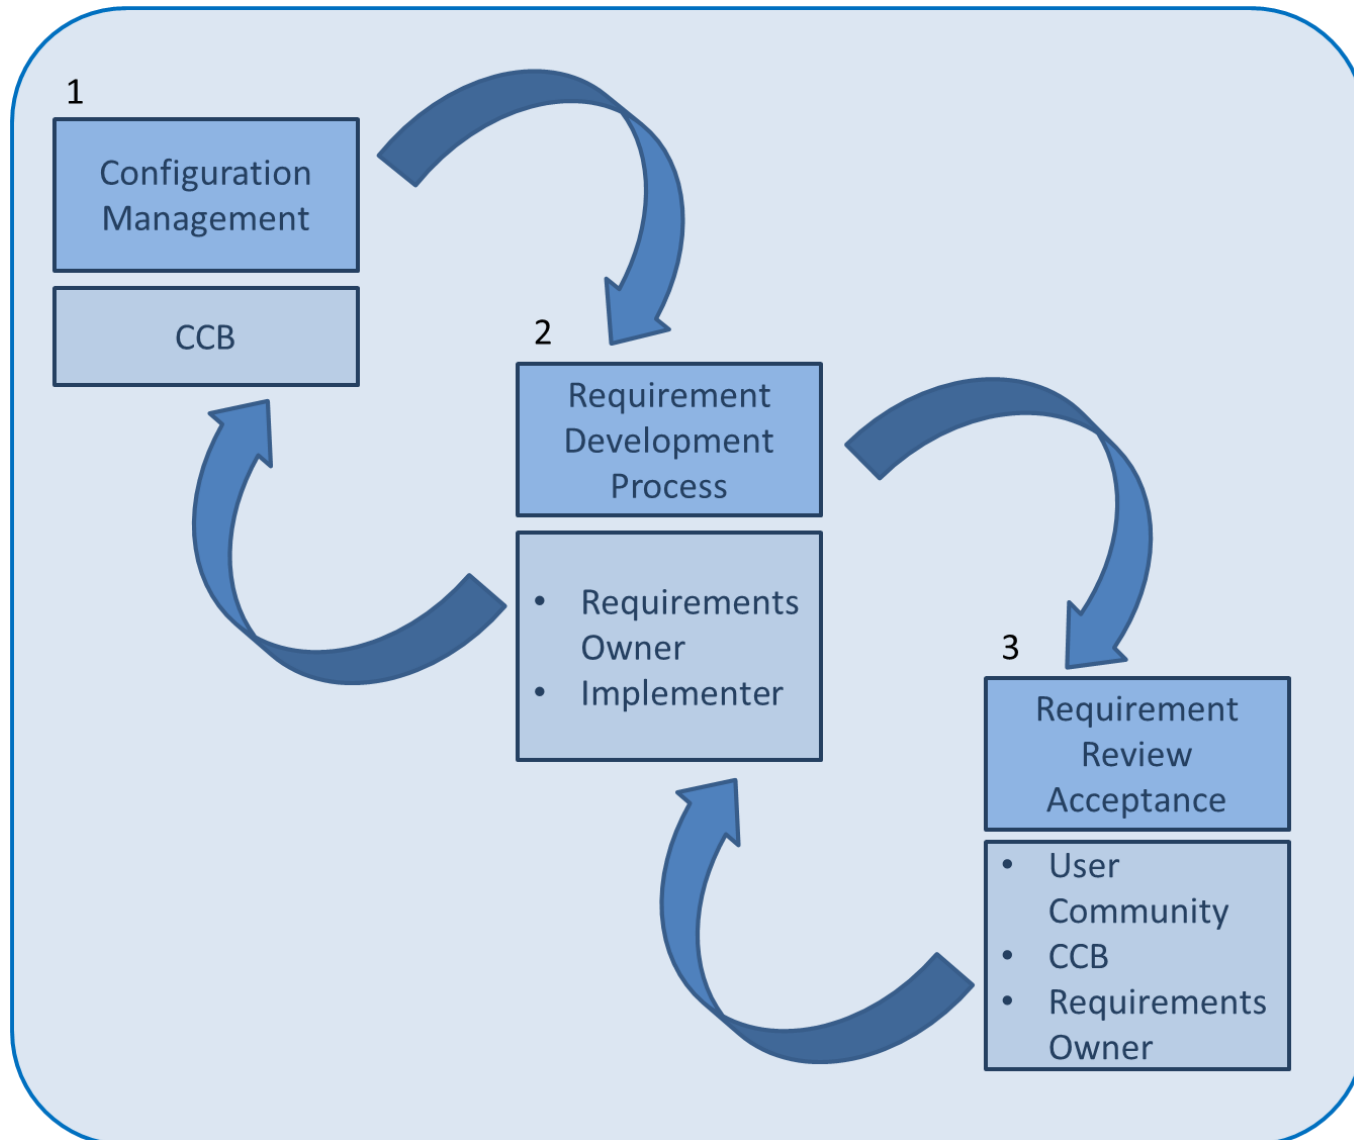 1
Configuration
Management
CCB
2
Requirement
Development
Process
• Requirements
Owner
• Implementer
3
Requirement
Review
Acceptance
• User
Community
• CCB
• Requirements
Owner